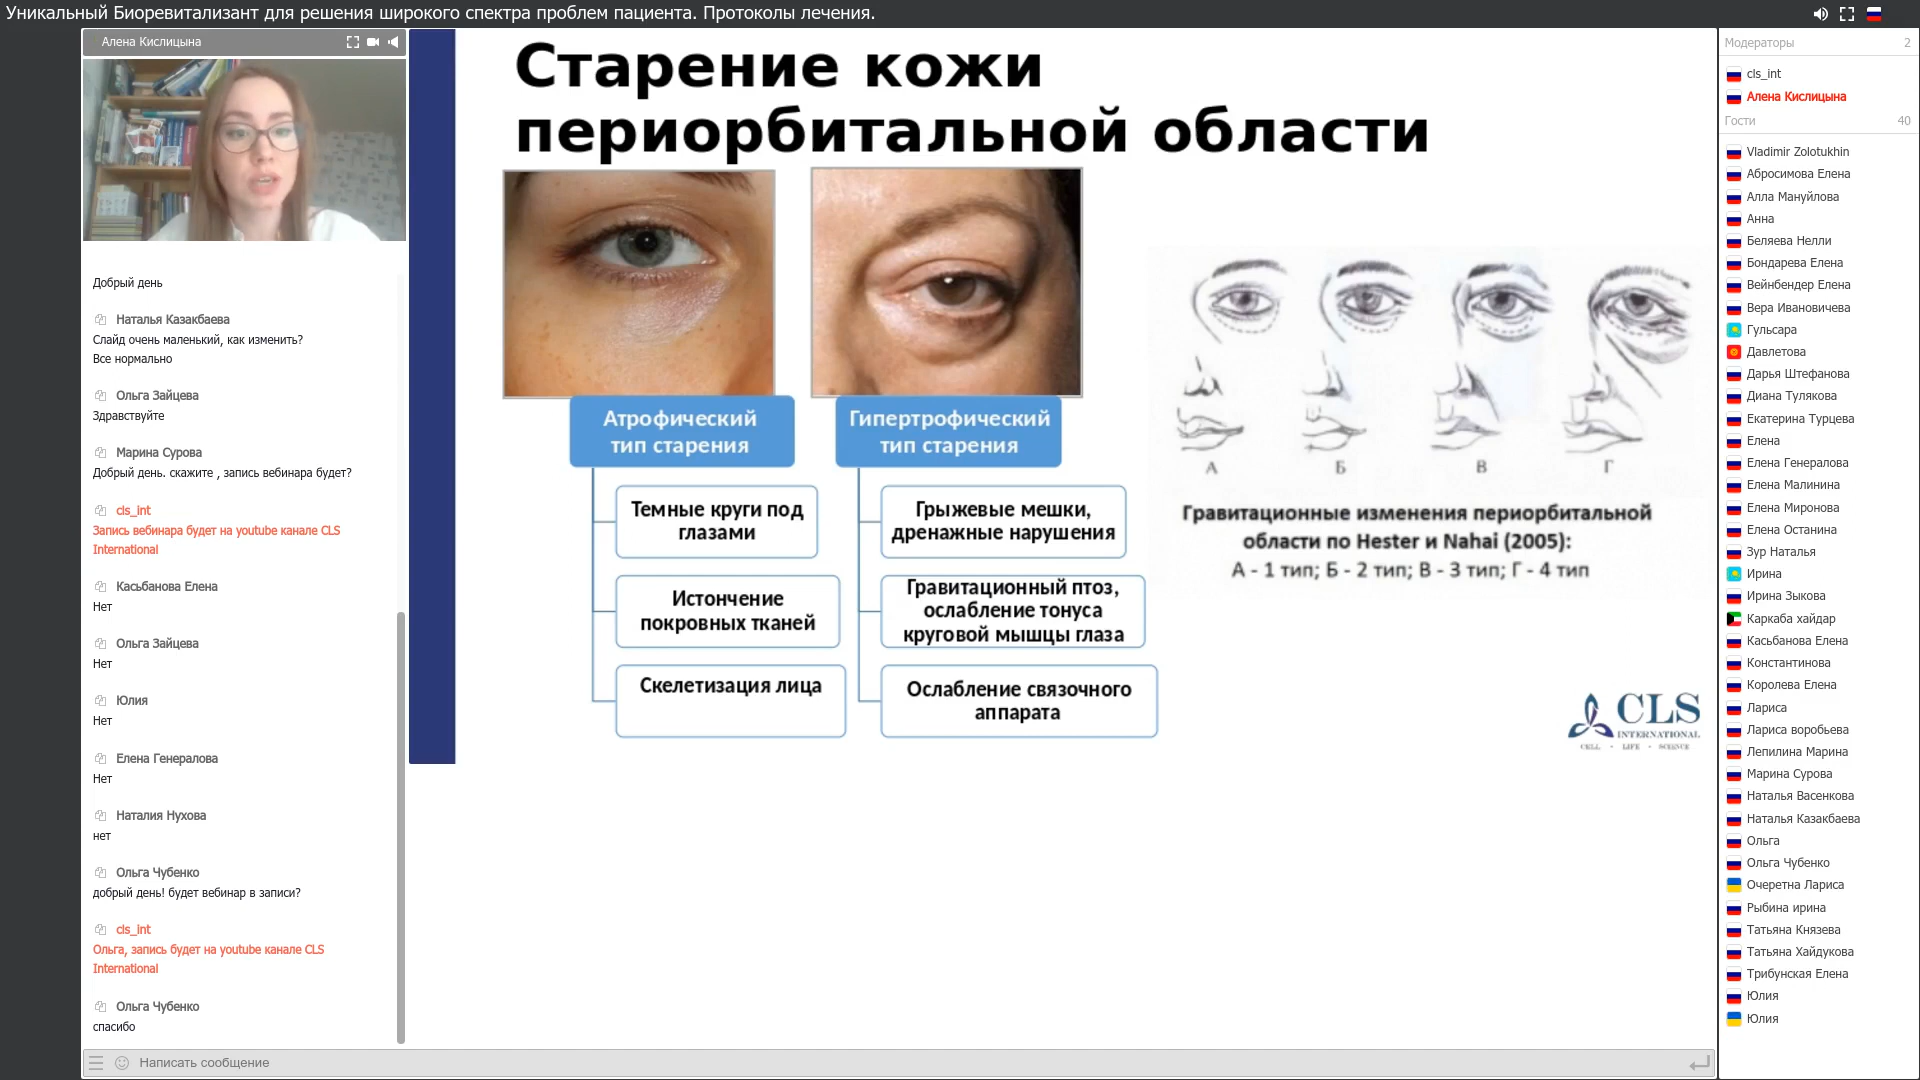 Уникальный Биоревитализант для решения широкого спектра проблем пациента. Протоколы лечения.
Алена Кислицына
Добрый день
Наталья Казакбаева
Слайд очень маленький, как изменить?
Все нормально
Ольга Зайцева
Здравствуйте
Марина Сурова
Добрый день. скажите , запись вебинара будет?
cls_int
Запись вебинара будет на youtube канале CLS
International
Касьбанова Елена
Нет
Ольга Зайцева
Нет
Юлия
Нет
Елена Генералова
Нет
Наталия Нухова
нет
Ольга Чубенко
добрый день! будет вебинар в записи?
cls_int
Ольга, запись будет на youtube канале CLS
International
Ольга Чубенко
спасибо
Написать сообщение
Старение кожи
периорбитальной области
Атрофический
тип старения
Темные круги под
глазами
Истончение
покровных тканей
Скелетизация лица
Гипертрофический
тип старения
Грыжевые мешки,
дренажные нарушения
Гравитационный птоз,
ослабление тонуса
круговой мышцы глаза
Ослабление связочного
аппарата
А Б В Г
Гравитационные изменения периорбитальной
области по Hester и Nahai (2005):
А - 1 тип; Б - 2 тип; В - 3 тип; Г - 4 тип
CLS
INTERNATIONAL
CELL • LIFE • SCIENCE
Модераторы 2
cls_int
Алена Кислицына
Гости 40
Vladimir Zolotukhin
Абросимова Елена
Алла Мануйлова
Анна
Беляева Нелли
Бондарева Елена
Вейнбендер Елена
Вера Ивановичева
Гульсара
Давлетова
Дарья Штефанова
Диана Тулякова
Екатерина Турцева
Елена
Елена Генералова
Елена Малинина
Елена Миронова
Елена Останина
Зур Наталья
Ирина
Ирина Зыкова
Каркаба хайдар
Касьбанова Елена
Константинова
Королева Елена
Лариса
Лариса воробьева
Лепилина Марина
Марина Сурова
Наталья Васенкова
Наталья Казакбаева
Ольга
Ольга Чубенко
Очеретна Лариса
Рыбина ирина
Татьяна Князева
Татьяна Хайдукова
Трибунская Елена
Юлия
Юлия